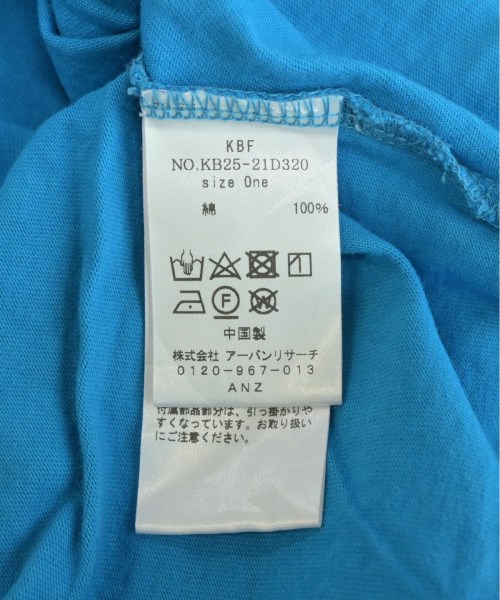 KBF
NO.KB25-21D320
size One
綿 100%
F W
中国製
株式会社 アーバンリサーチ
0120-967-013
ANZ
付属部品部分は、引っ掛かりや
すくなっています。お取り扱い
にご注意ください。